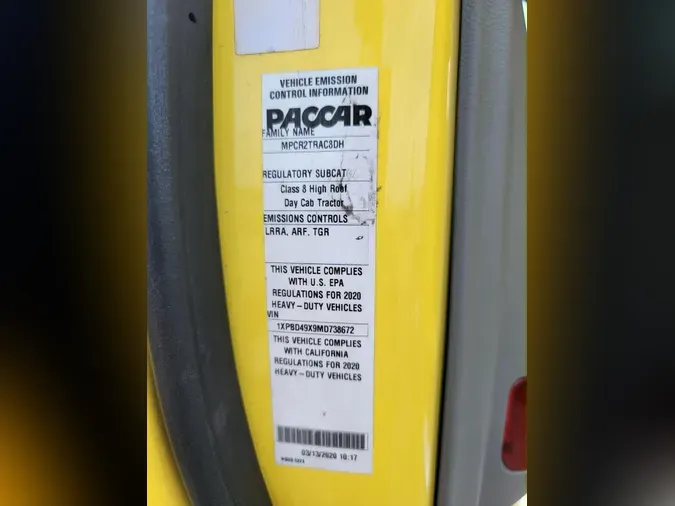 VEHICLE EMISSION
CONTROL INFORMATION
PACCAR
FAMILY NAME
MPCR2TRAC8DH
REGULATORY SUBCAT
Class 8 High Roof
Day Cab Tractor
EMISSIONS CONTROLS
LRRA, ARF, TGR
THIS VEHICLE COMPLIES
WITH U.S. EPA
REGULATIONS FOR 2020
HEAVY-DUTY VEHICLES
VIN
1XPBD49X9MD738672
THIS VEHICLE COMPLIES
WITH CALIFORNIA
REGULATIONS FOR 2020
HEAVY-DUTY VEHICLES
03/13/2020 10:17